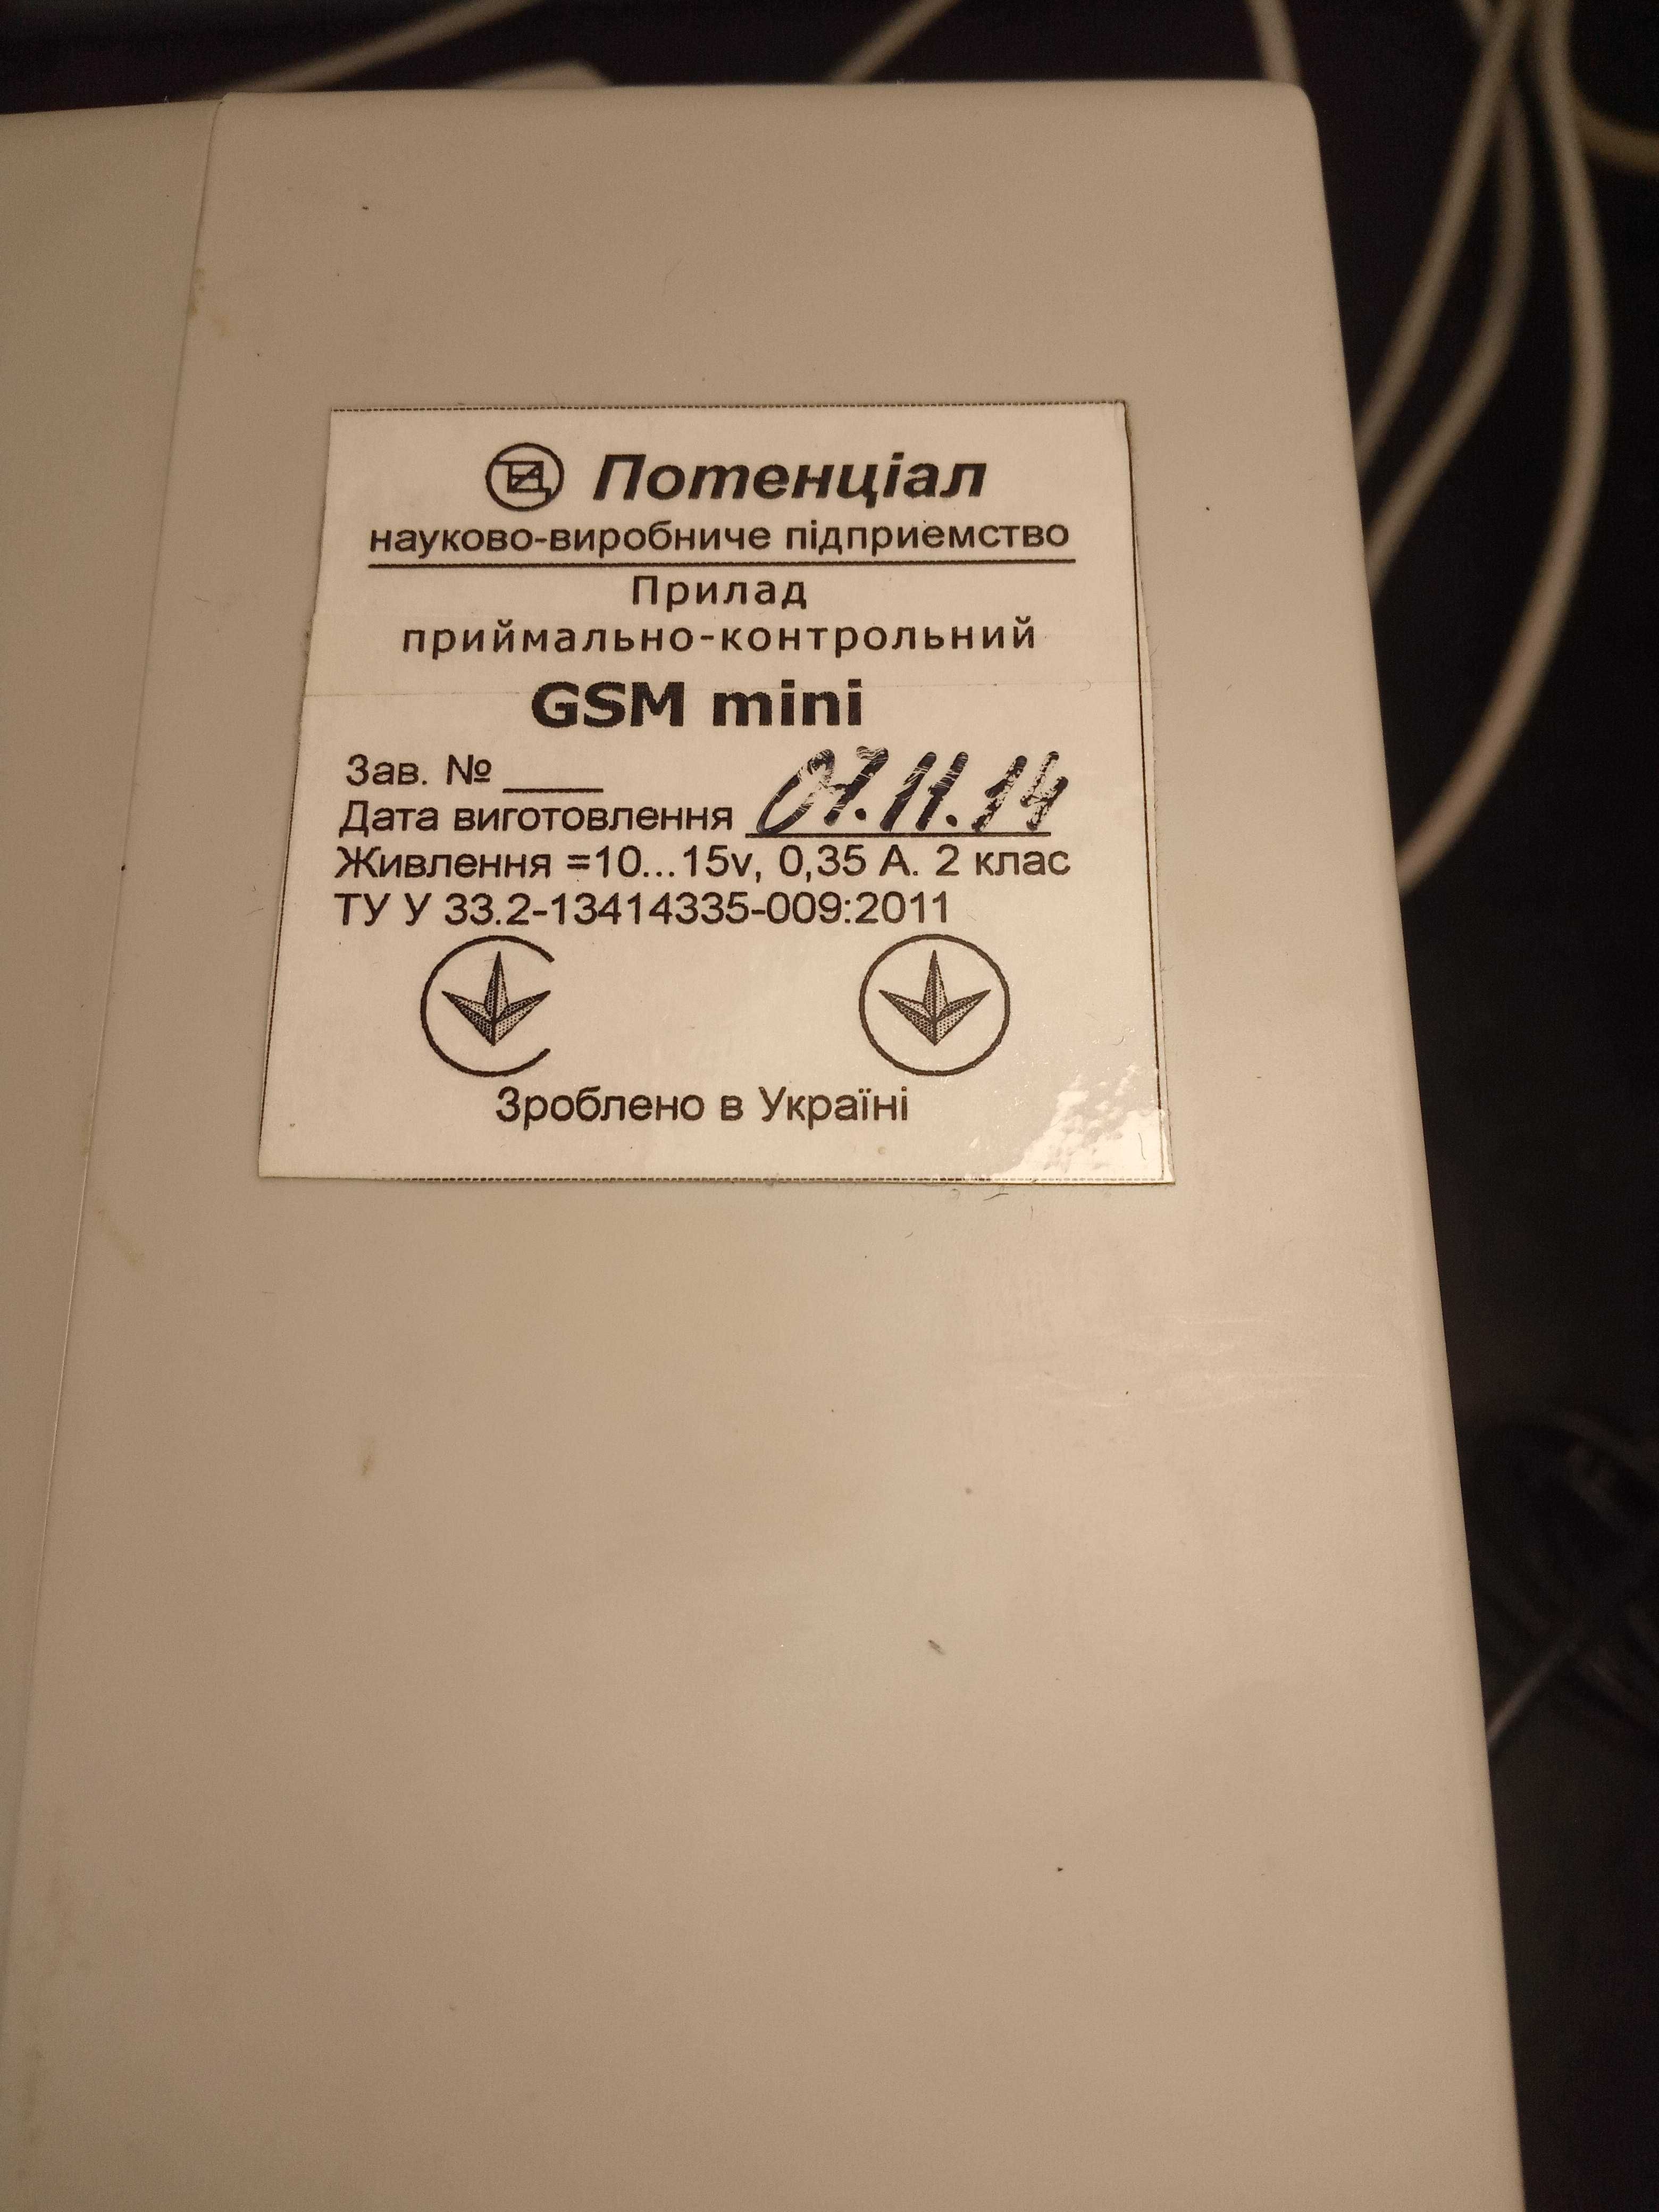 Потенціал
науково-виробниче підприємство
Прилад
приймально-контрольний
GSM mini
Зав. № ____
Дата виготовлення 07.11.14
Живлення =10...15v, 0,35 А. 2 клас
ТУ У 33.2-13414335-009:2011
Зроблено в Україні